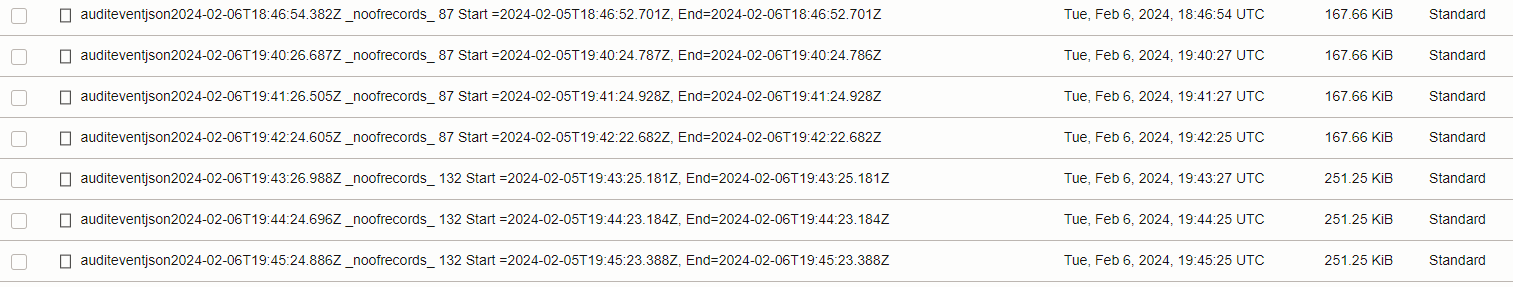 auditeventjson2024-02-06T18:46:54.382Z _noofrecords_ 87 Start =2024-02-05T18:46:52.701Z, End=2024-02-06T18:46:52.701Z Tue, Feb 6, 2024, 18:46:54 UTC 167.66 KiB Standard
auditeventjson2024-02-06T19:40:26.687Z _noofrecords_ 87 Start =2024-02-05T19:40:24.787Z, End=2024-02-06T19:40:24.786Z Tue, Feb 6, 2024, 19:40:27 UTC 167.66 KiB Standard
auditeventjson2024-02-06T19:41:26.505Z _noofrecords_ 87 Start =2024-02-05T19:41:24.928Z, End=2024-02-06T19:41:24.928Z Tue, Feb 6, 2024, 19:41:27 UTC 167.66 KiB Standard
auditeventjson2024-02-06T19:42:24.605Z _noofrecords_ 87 Start =2024-02-05T19:42:22.682Z, End=2024-02-06T19:42:22.682Z Tue, Feb 6, 2024, 19:42:25 UTC 167.66 KiB Standard
auditeventjson2024-02-06T19:43:26.988Z _noofrecords_ 132 Start =2024-02-05T19:43:25.181Z, End=2024-02-06T19:43:25.181Z Tue, Feb 6, 2024, 19:43:27 UTC 251.25 KiB Standard
auditeventjson2024-02-06T19:44:24.696Z _noofrecords_ 132 Start =2024-02-05T19:44:23.184Z, End=2024-02-06T19:44:23.184Z Tue, Feb 6, 2024, 19:44:25 UTC 251.25 KiB Standard
auditeventjson2024-02-06T19:45:24.886Z _noofrecords_ 132 Start =2024-02-05T19:45:23.388Z, End=2024-02-06T19:45:23.388Z Tue, Feb 6, 2024, 19:45:25 UTC 251.25 KiB Standard